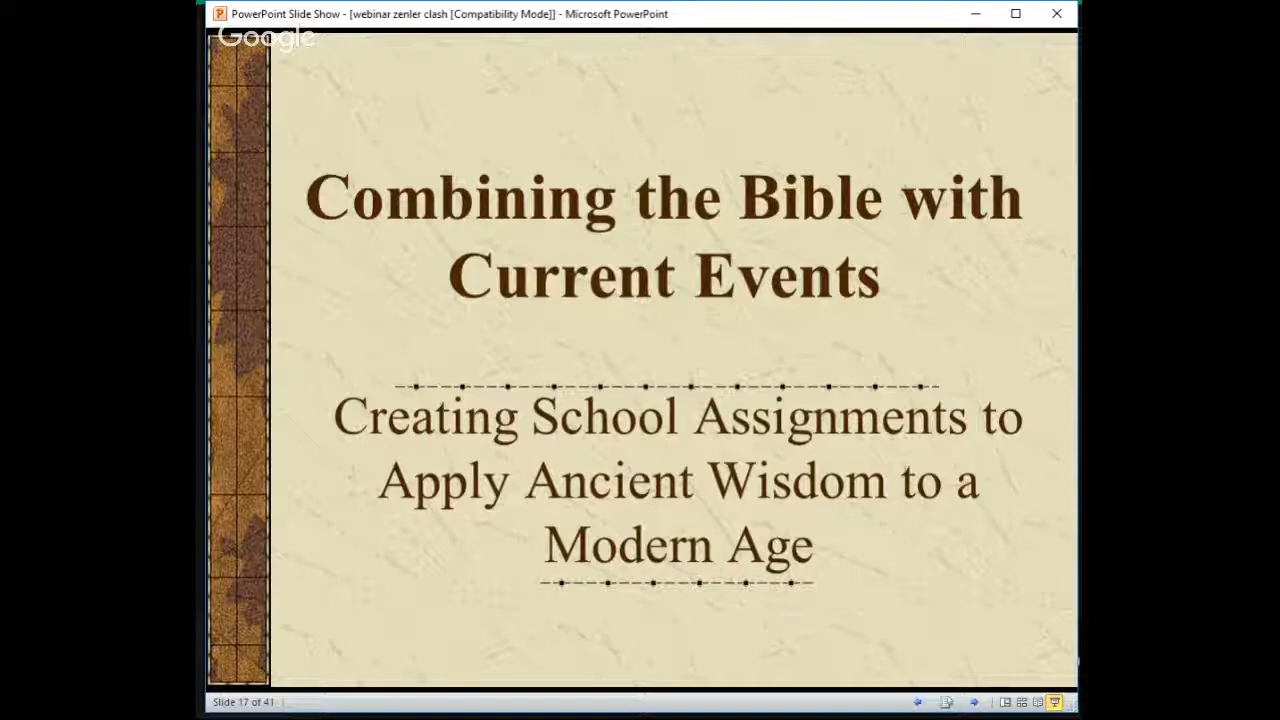 PowerPoint Slide Show - [webinar zenler clash [Compatibility Mode]] - Microsoft PowerPoint
Google
Combining the Bible with
Current Events
Creating School Assignments to
Apply Ancient Wisdom to a
Modern Age
Slide 17 of 41